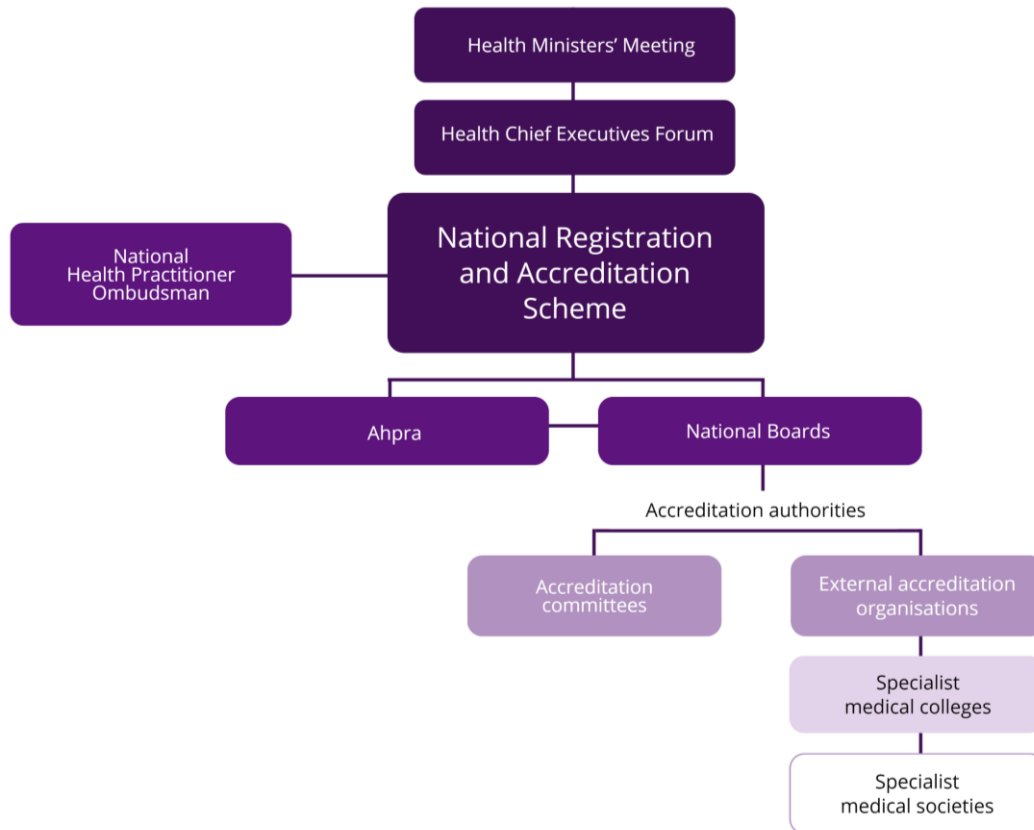 Health Ministers' Meeting
Health Chief Executives Forum
National Registration
and Accreditation
Scheme
National
Health Practitioner
Ombudsman
Ahpra
National Boards
Accreditation authorities
Accreditation
committees
External accreditation
organisations
Specialist
medical colleges
Specialist
medical societies